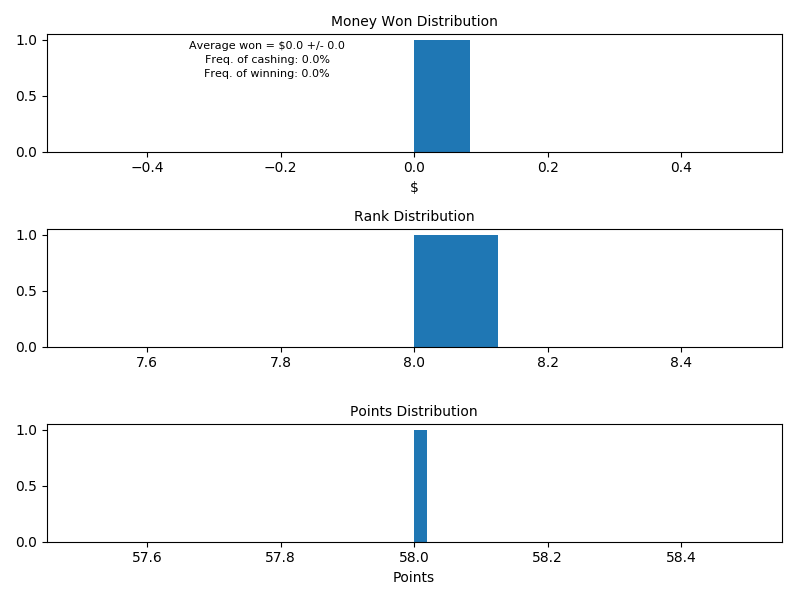 Money Won Distribution
Average won = $0.0 +/- 0.0
Freq. of cashing: 0.0%
Freq. of winning: 0.0%
1.0
0.5
0.0
−0.4 −0.2 0.0 0.2 0.4
$
Rank Distribution
1.0
0.5
0.0
7.6 7.8 8.0 8.2 8.4
Points Distribution
1.0
0.5
0.0
57.6 57.8 58.0 58.2 58.4
Points